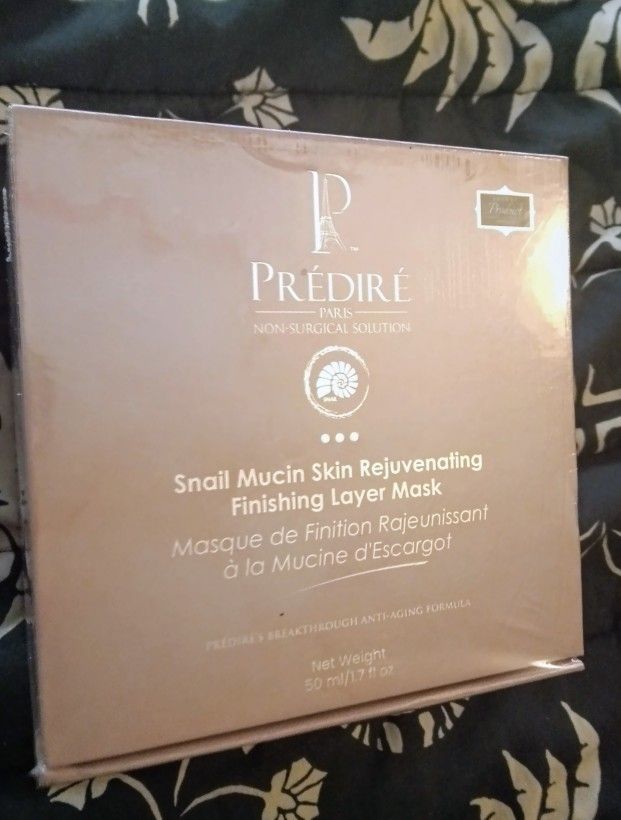 PRÉDIRÉ
PARIS
NON-SURGICAL SOLUTION
SNAIL
Snail Mucin Skin Rejuvenating
Finishing Layer Mask
Masque de Finition Rajeunissant
à la Mucine d'Escargot
PRÉDIRÉ'S BREAKTHROUGH ANTI-AGING FORMULA
Net Weight
50 ml/1.7 fl oz